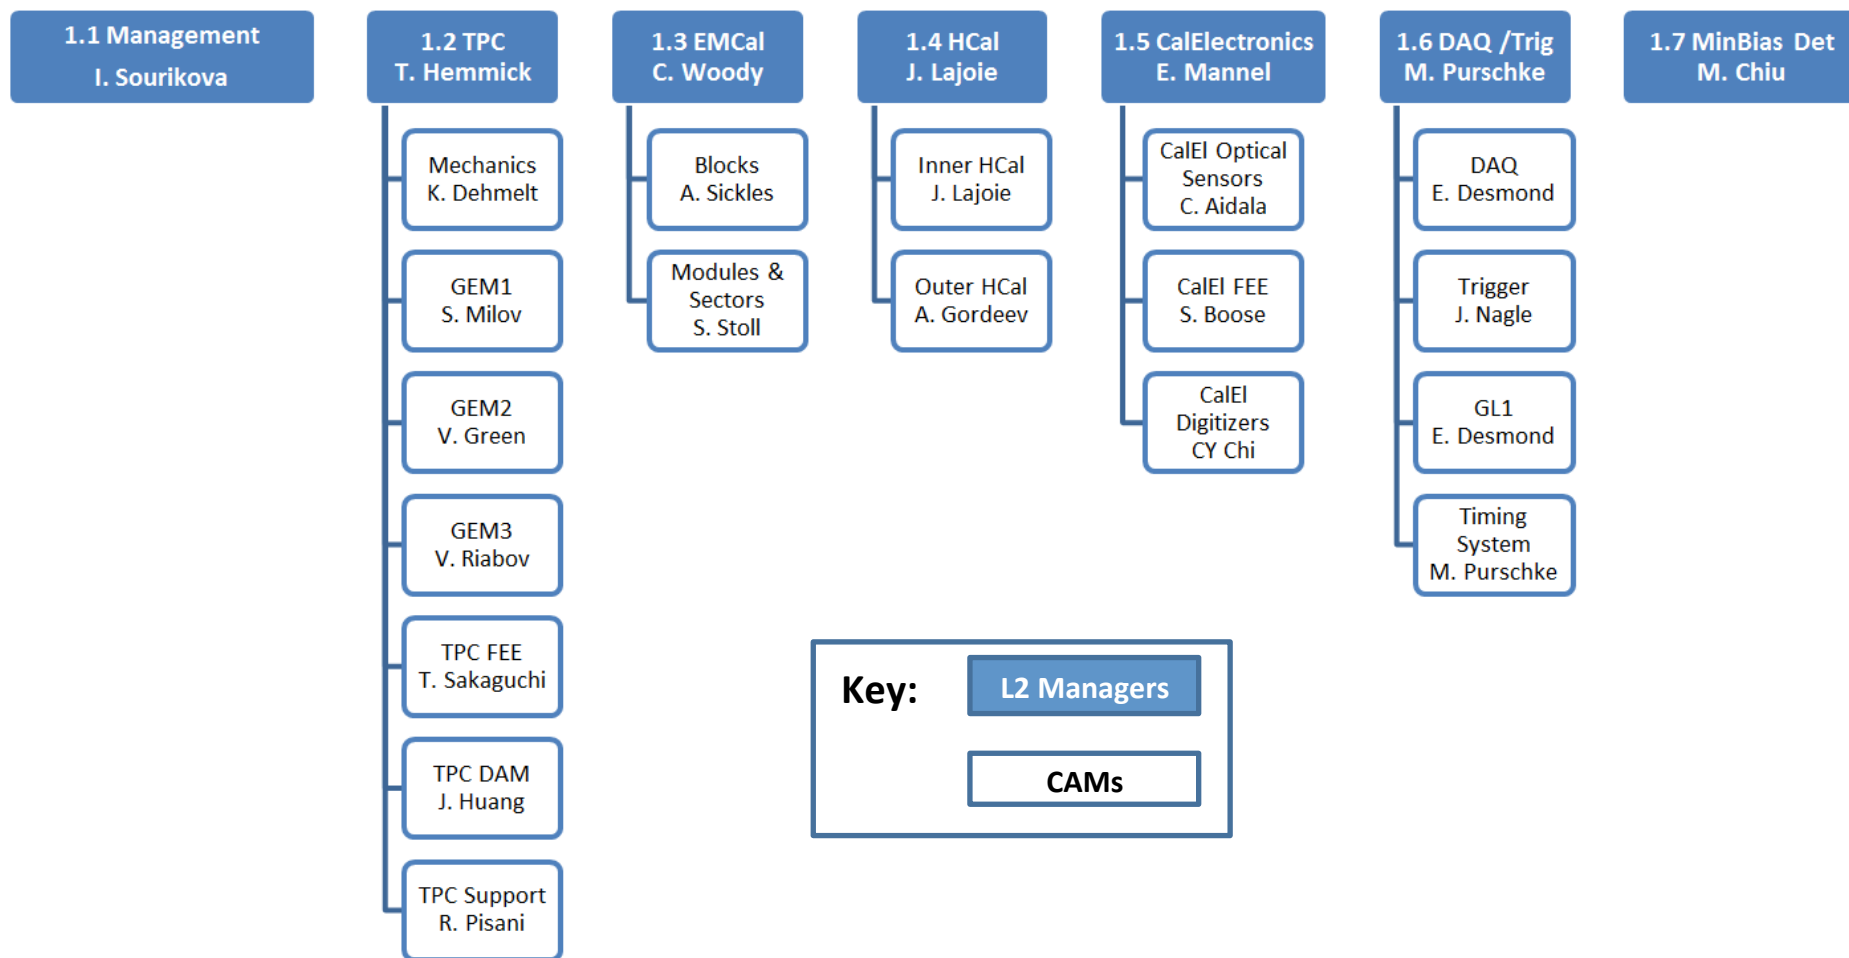 1.1 Management
I. Sourikova
1.2 TPC
T. Hemmick
Mechanics
K. Dehmelt
GEM1
S. Milov
GEM2
V. Green
GEM3
V. Riabov
TPC FEE
T. Sakaguchi
TPC DAM
J. Huang
TPC Support
R. Pisani
1.3 EMCal
C. Woody
Blocks
A. Sickles
Modules &
Sectors
S. Stoll
1.4 HCal
J. Lajoie
Inner HCal
J. Lajoie
Outer HCal
A. Gordeev
1.5 CalElectronics
E. Mannel
CalEl Optical
Sensors
C. Aidala
CalEl FEE
S. Boose
CalEl
Digitizers
CY Chi
1.6 DAQ /Trig
M. Purschke
DAQ
E. Desmond
Trigger
J. Nagle
GL1
E. Desmond
Timing
System
M. Purschke
1.7 MinBias Det
M. Chiu
Key:
L2 Managers
CAMs